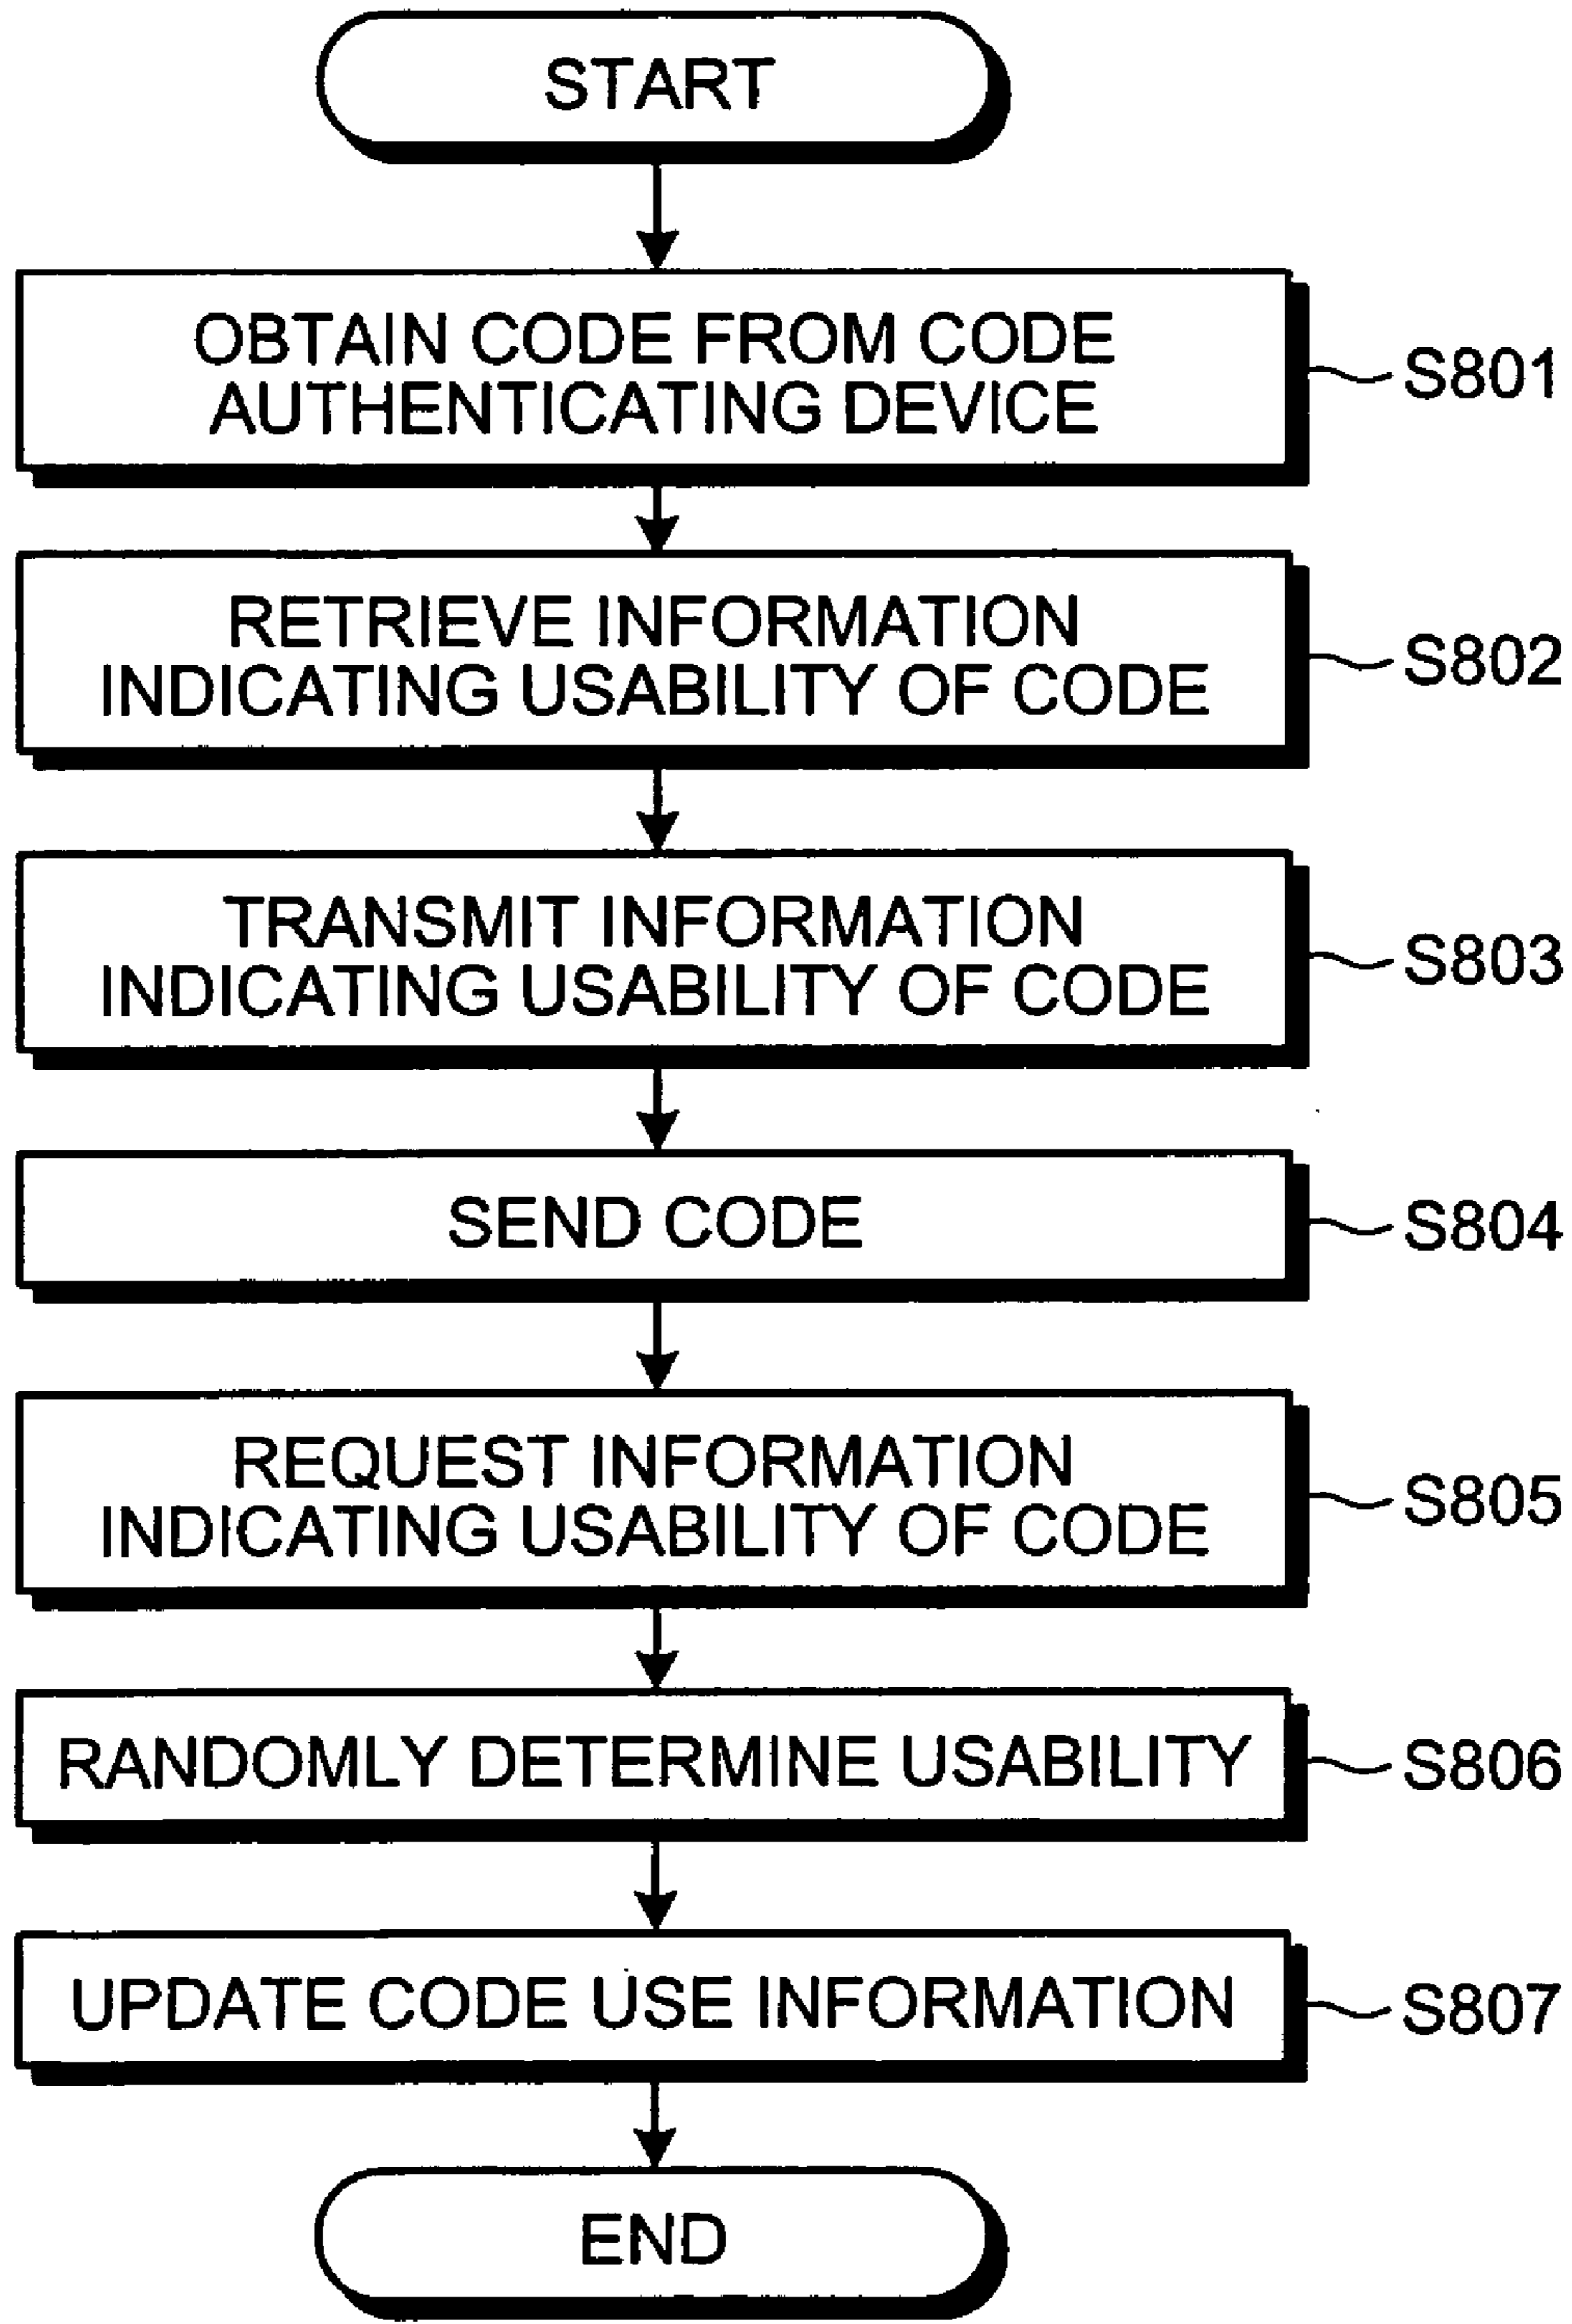 START
OBTAIN CODE FROM CODE
AUTHENTICATING DEVICE
S801
RETRIEVE INFORMATION
INDICATING USABILITY OF CODE
S802
TRANSMIT INFORMATION
INDICATING USABILITY OF CODE
S803
SEND CODE
S804
REQUEST INFORMATION
INDICATING USABILITY OF CODE
S805
RANDOMLY DETERMINE USABILITY
S806
UPDATE CODE USE INFORMATION
S807
END